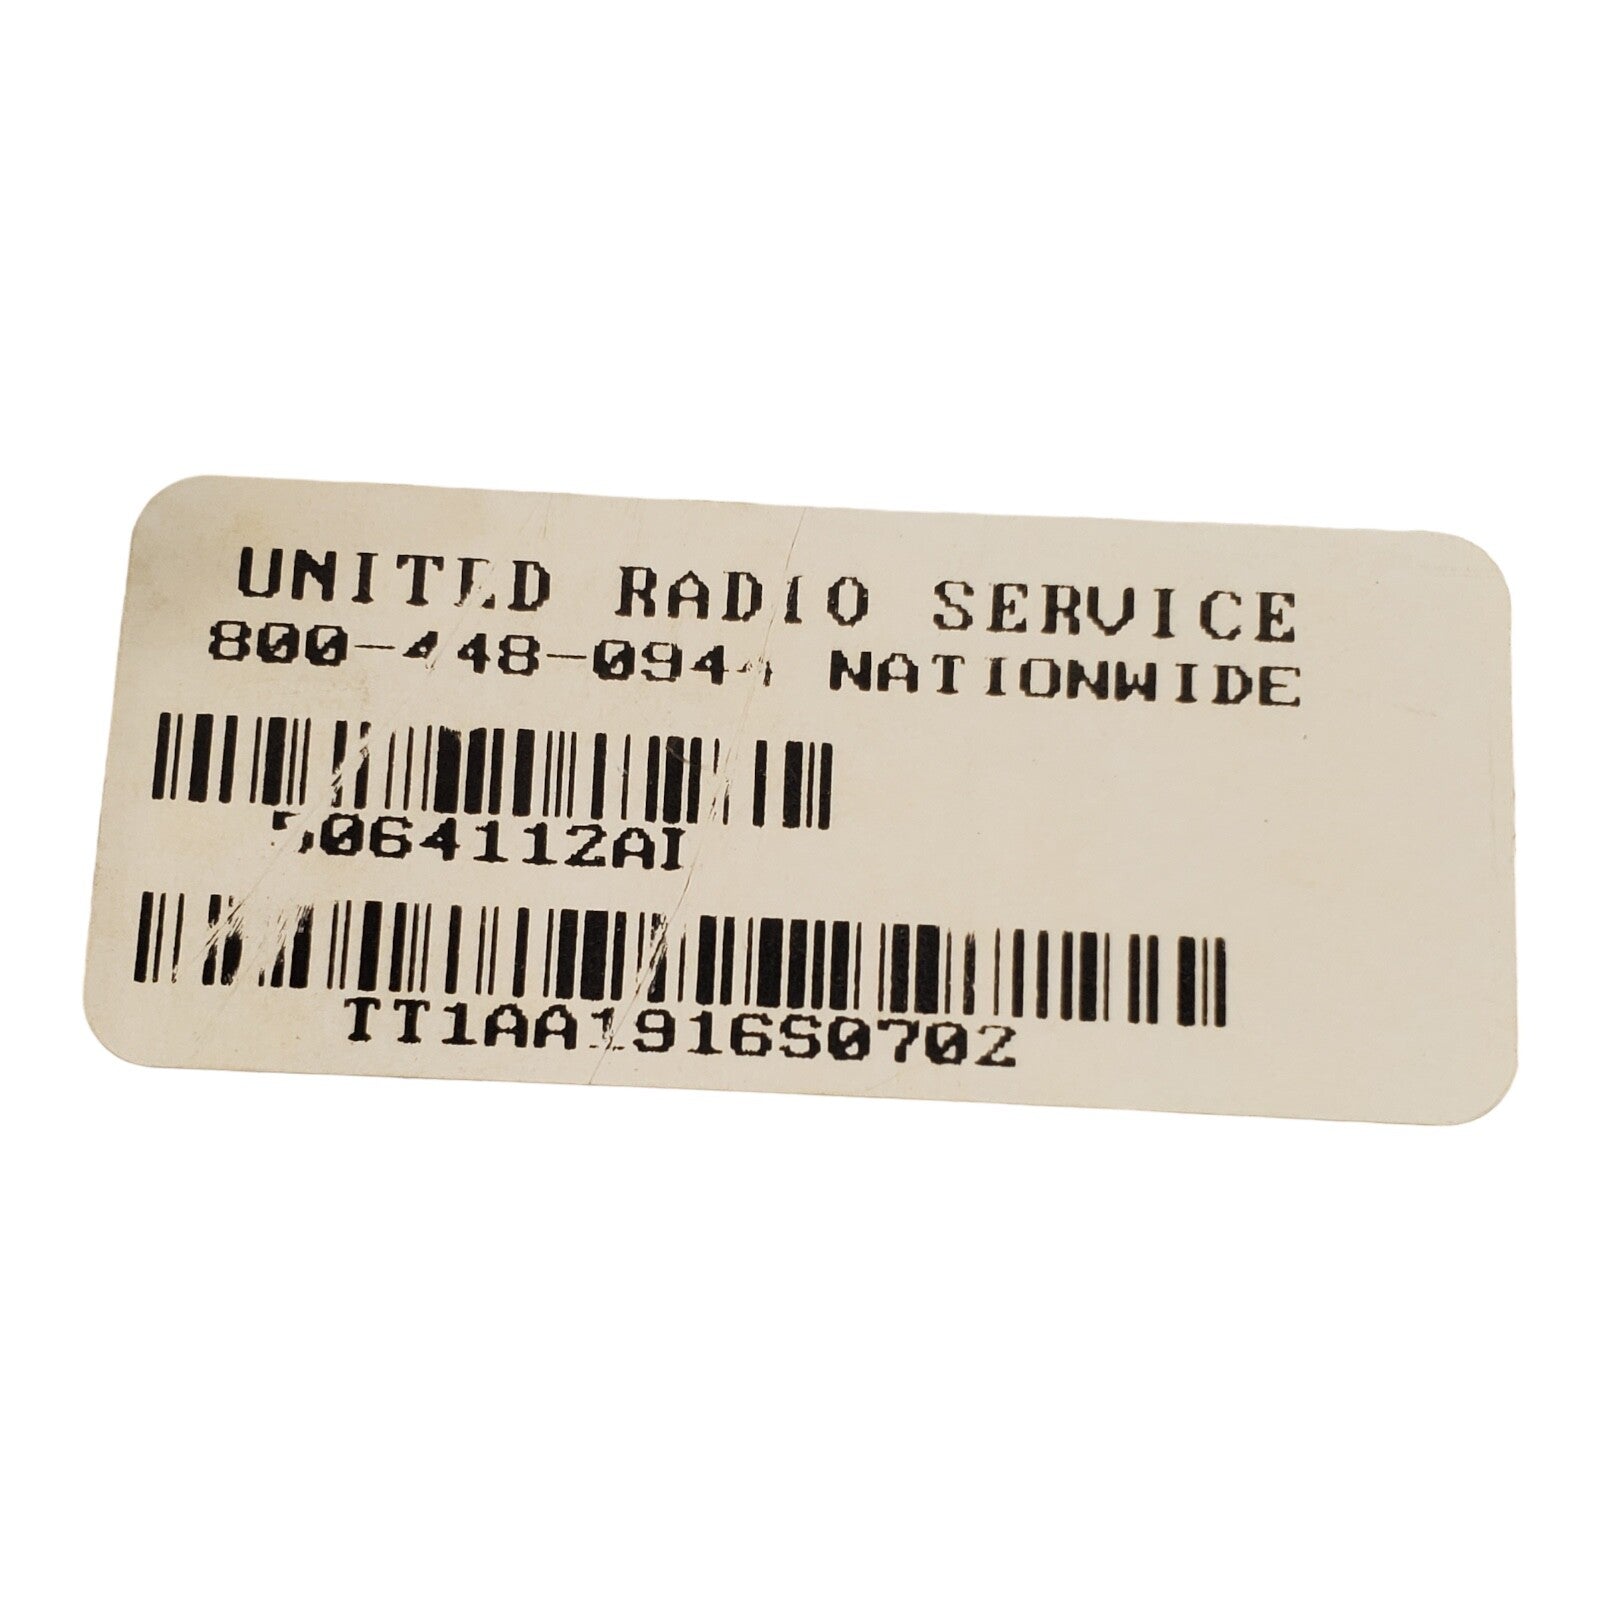 UNITED RADIO SERVICE
800-448-0944 NATIONWIDE
5064112AI
TT1AA1916S0702